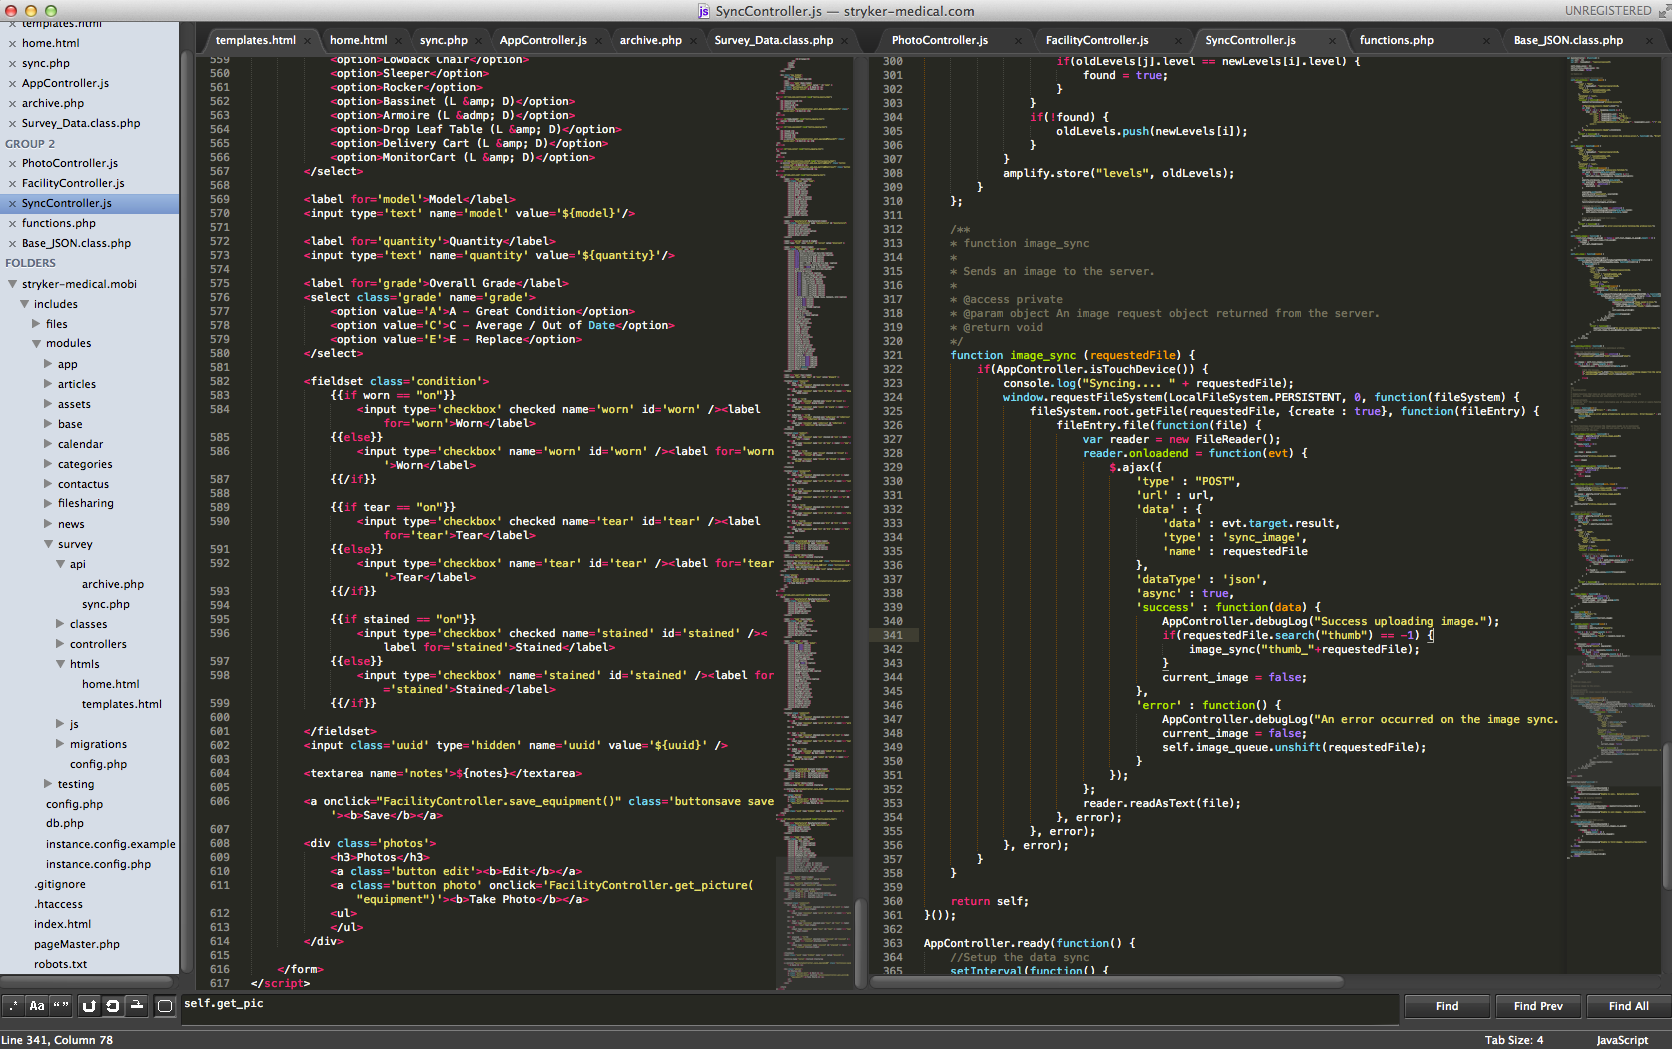 SyncController.js — stryker-medical.com
UNREGISTERED
templates.html
home.html
sync.php
AppController.js
archive.php
Survey_Data.class.php
GROUP 2
PhotoController.js
FacilityController.js
SyncController.js
functions.php
Base_JSON.class.php
FOLDERS
stryker-medical.mobi
includes
files
modules
app
articles
assets
base
calendar
categories
contactus
filesharing
news
survey
api
archive.php
sync.php
classes
controllers
htmls
home.html
templates.html
js
migrations
config.php
testing
config.php
db.php
instance.config.example
instance.config.php
.gitignore
.htaccess
index.html
pageMaster.php
robots.txt
templates.html
home.html
sync.php
AppController.js
archive.php
Survey_Data.class.php
559 <option>Lowback Chair</option>
560 <option>Sleeper</option>
561 <option>Rocker</option>
562 <option>Bassinet (L &amp; D)</option>
563 <option>Armoire (L &admp; D)</option>
564 <option>Drop Leaf Table (L &amp; D)</option>
565 <option>Delivery Cart (L &amp; D)</option>
566 <option>MonitorCart (L &amp; D)</option>
567 </select>
568
569 <label for='model'>Model</label>
570 <input type='text' name='model' value='${model}'/>
571
572 <label for='quantity'>Quantity</label>
573 <input type='text' name='quantity' value='${quantity}'/>
574
575 <label for='grade'>Overall Grade</label>
576 <select class='grade' name='grade'>
577 <option value='A'>A - Great Condition</option>
578 <option value='C'>C - Average / Out of Date</option>
579 <option value='E'>E - Replace</option>
580 </select>
581
582 <fieldset class='condition'>
583 {{if worn == "on"}}
584 <input type='checkbox' checked name='worn' id='worn' /><label
for='worn'>Worn</label>
585 {{else}}
586 <input type='checkbox' name='worn' id='worn' /><label for='worn
'>Worn</label>
587 {{/if}}
588
589 {{if tear == "on"}}
590 <input type='checkbox' checked name='tear' id='tear' /><label
for='tear'>Tear</label>
591 {{else}}
592 <input type='checkbox' name='tear' id='tear' /><label for='tear
'>Tear</label>
593 {{/if}}
594
595 {{if stained == "on"}}
596 <input type='checkbox' checked name='stained' id='stained' /><
label for='stained'>Stained</label>
597 {{else}}
598 <input type='checkbox' name='stained' id='stained' /><label for
='stained'>Stained</label>
599 {{/if}}
600
601 </fieldset>
602 <input class='uuid' type='hidden' name='uuid' value='${uuid}' />
603
604 <textarea name='notes'>${notes}</textarea>
605
606 <a onclick="FacilityController.save_equipment()" class='buttonsave save
'><b>Save</b></a>
607
608 <div class='photos'>
609 <h3>Photos</h3>
610 <a class='button edit'><b>Edit</b></a>
611 <a class='button photo' onclick='FacilityController.get_picture(
"equipment")'><b>Take Photo</b></a>
612 <ul>
613 </ul>
614 </div>
615
616 </form>
617 </script>
PhotoController.js
FacilityController.js
SyncController.js
functions.php
Base_JSON.class.php
300 if(oldLevels[j].level == newLevels[i].level) {
301 found = true;
302 }
303 }
304 if(!found) {
305 oldLevels.push(newLevels[i]);
306 }
307 }
308 amplify.store("levels", oldLevels);
309 }
310 };
311
312 /**
313 * function image_sync
314 *
315 * Sends an image to the server.
316 *
317 * @access private
318 * @param object An image request object returned from the server.
319 * @return void
320 */
321 function image_sync (requestedFile) {
322 if(AppController.isTouchDevice()) {
323 console.log("Syncing.... " + requestedFile);
324 window.requestFileSystem(LocalFileSystem.PERSISTENT, 0, function(fileSystem) {
325 fileSystem.root.getFile(requestedFile, {create : true}, function(fileEntry) {
326 fileEntry.file(function(file) {
327 var reader = new FileReader();
328 reader.onloadend = function(evt) {
329 $.ajax({
330 'type' : "POST",
331 'url' : url,
332 'data' : {
333 'data' : evt.target.result,
334 'type' : 'sync_image',
335 'name' : requestedFile
336 },
337 'dataType' : 'json',
338 'async' : true,
339 'success' : function(data) {
340 AppController.debugLog("Success uploading image.");
341 if(requestedFile.search("thumb") == -1) {
342 image_sync("thumb_"+requestedFile);
343 }
344 current_image = false;
345 },
346 'error' : function() {
347 AppController.debugLog("An error occurred on the image sync.
348 current_image = false;
349 self.image_queue.unshift(requestedFile);
350 }
351 });
352 };
353 reader.readAsText(file);
354 }, error);
355 }, error);
356 }, error);
357 }
358 }
359
360 return self;
361 }());
362
363 AppController.ready(function() {
364 //Setup the data sync
365 setInterval(function() {
.* Aa “”
self.get_pic
Find
Find Prev
Find All
Line 341, Column 78
Tab Size: 4
JavaScript